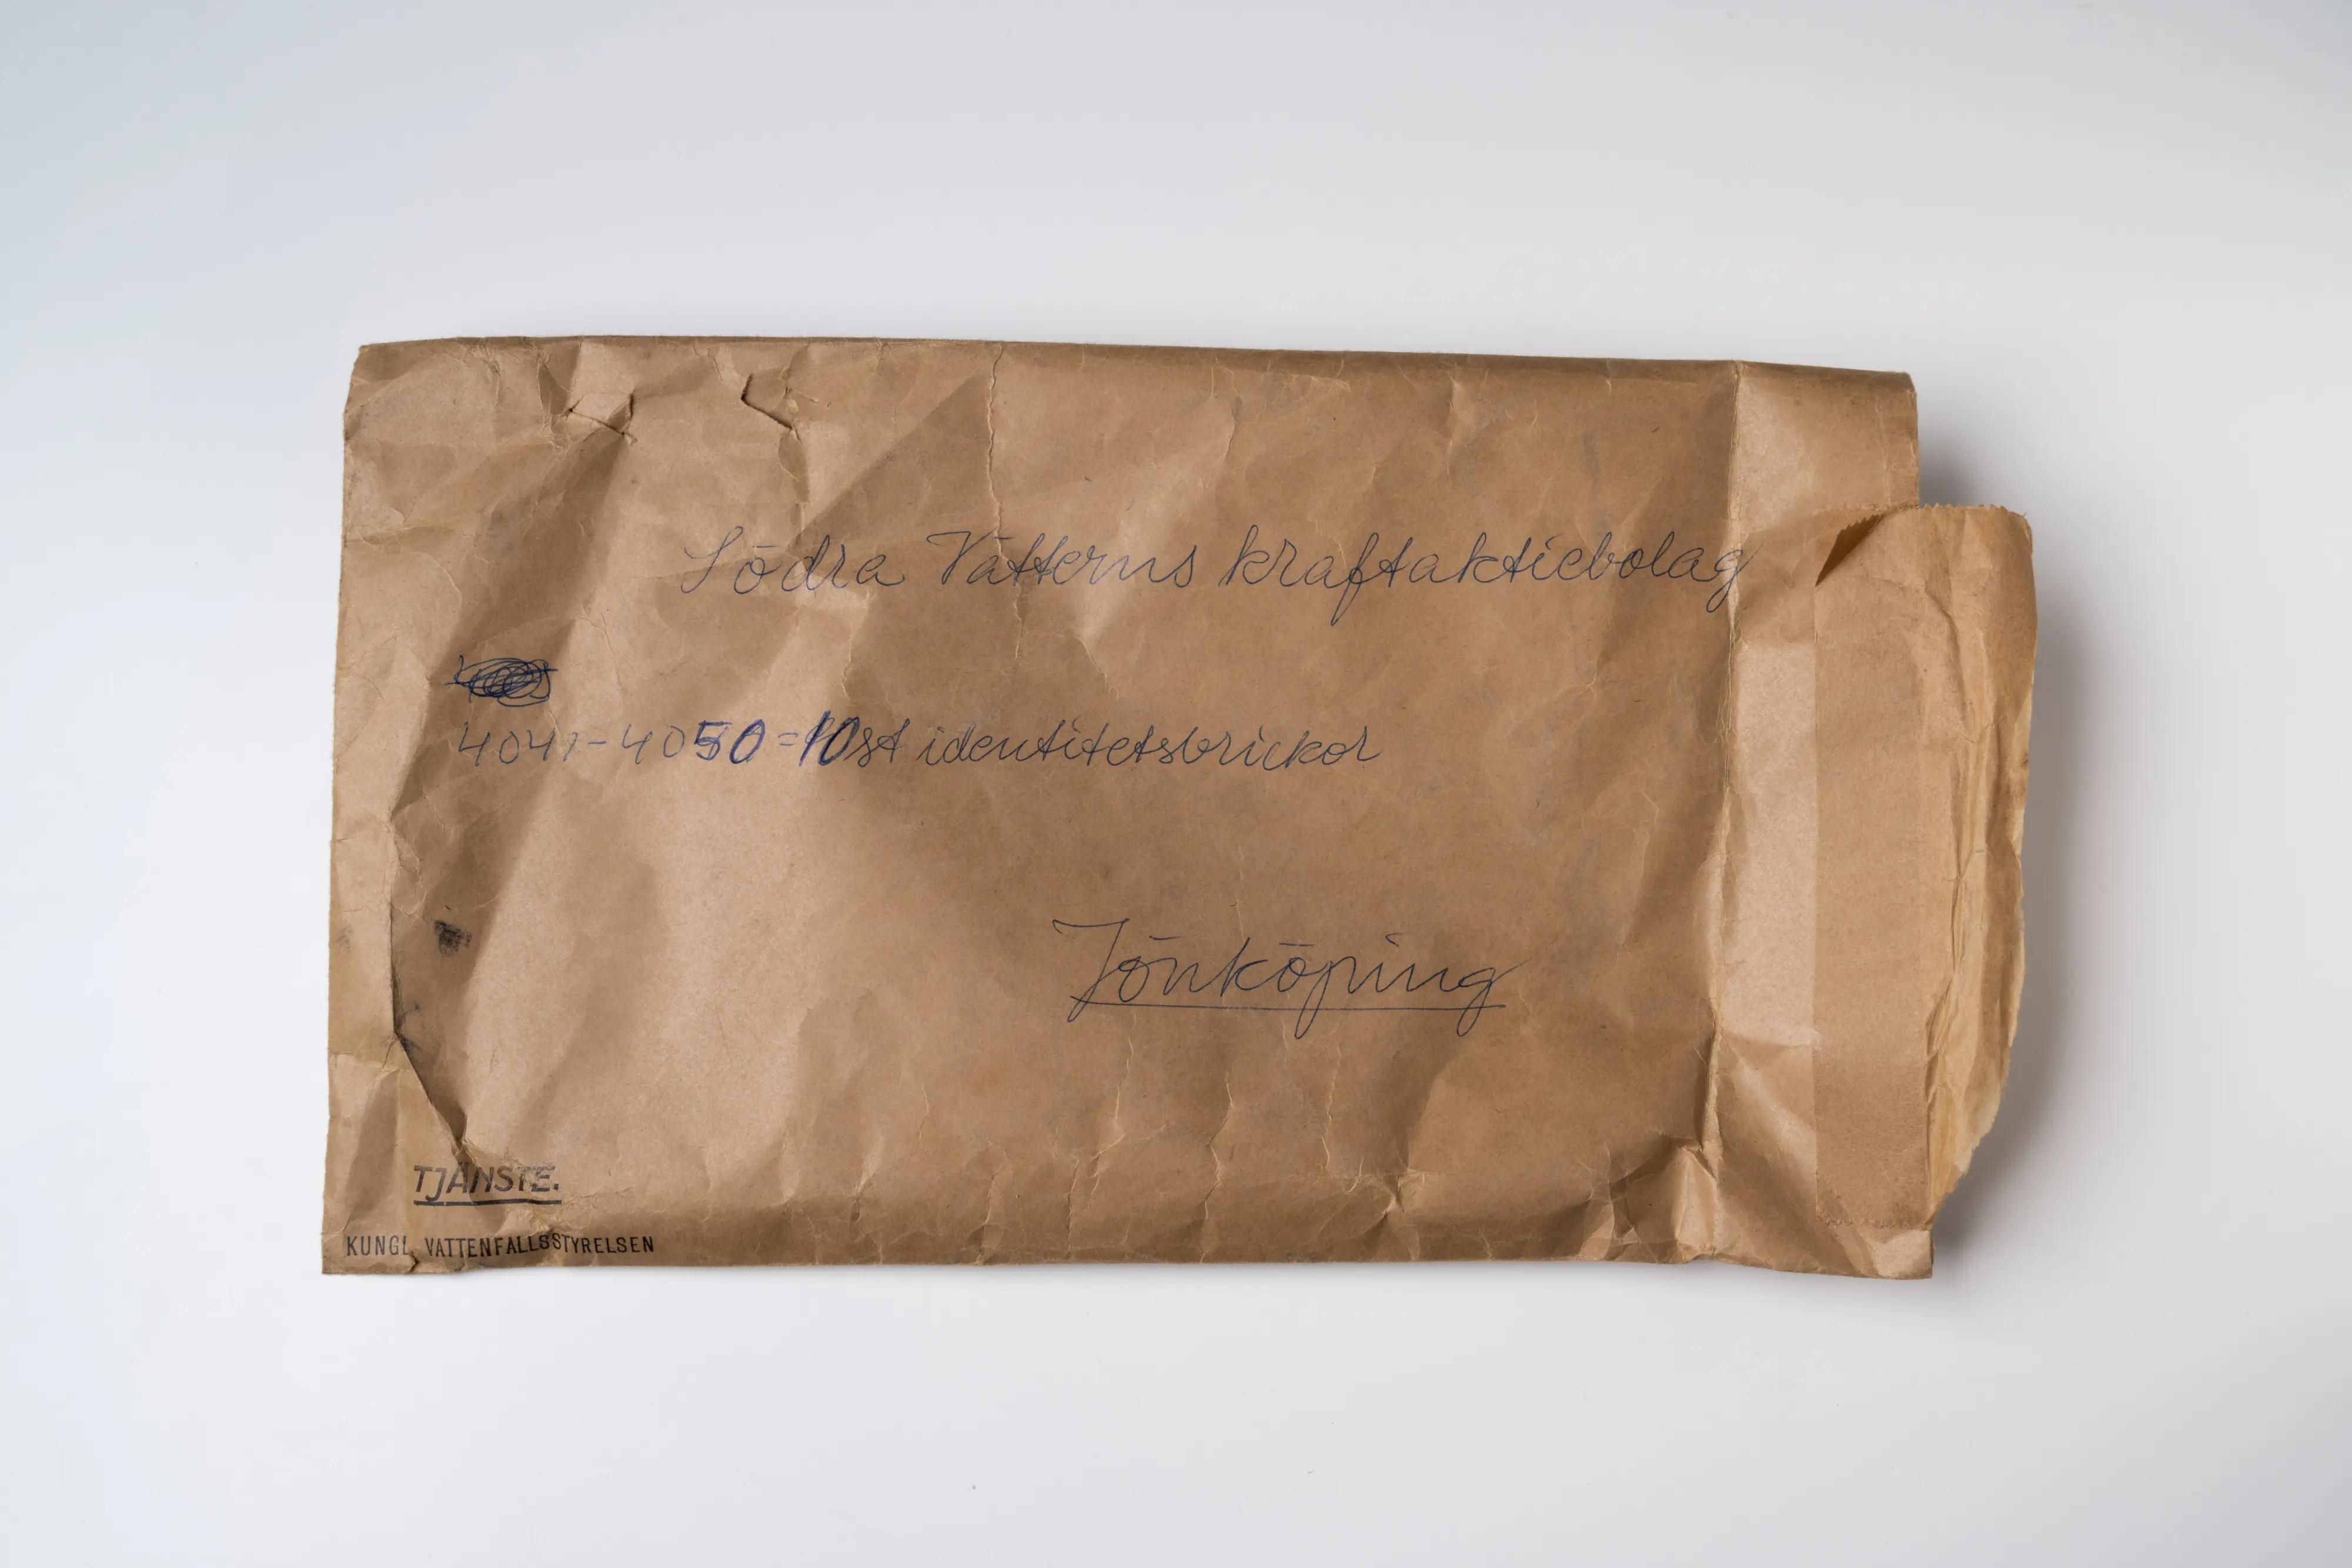 Södra Vätterns kraftaktiebolag
4041-4050=10st identitetsbrickor
Jönköping
TJÄNSTE.
KUNGL. VATTENFALLSSTYRELSEN